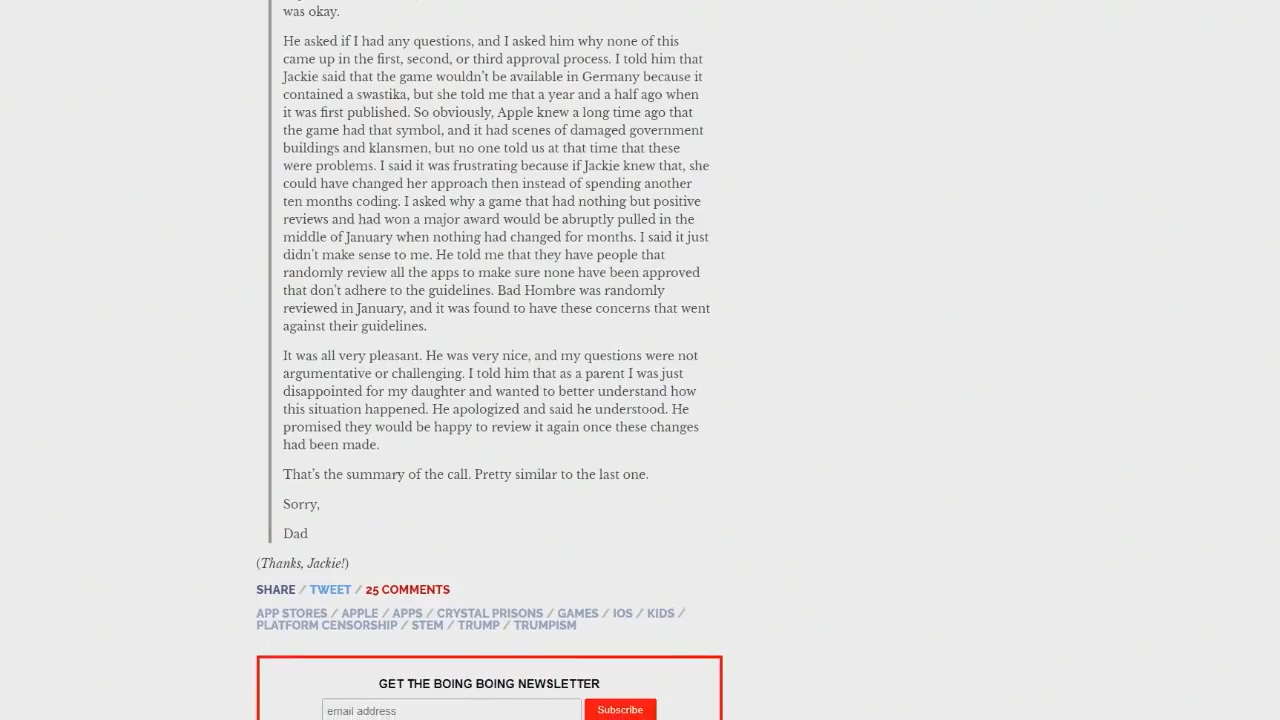 was okay.
He asked if I had any questions, and I asked him why none of this
came up in the first, second, or third approval process. I told him that
Jackie said that the game wouldn't be available in Germany because it
contained a swastika, but she told me that a year and a half ago when
it was first published. So obviously, Apple knew a long time ago that
the game had that symbol, and it had scenes of damaged government
buildings and klansmen, but no one told us at that time that these
were problems. I said it was frustrating because if Jackie knew that, she
could have changed her approach then instead of spending another
ten months coding. I asked why a game that had nothing but positive
reviews and had won a major award would be abruptly pulled in the
middle of January when nothing had changed for months. I said it just
didn't make sense to me. He told me that they have people that
randomly review all the apps to make sure none have been approved
that don't adhere to the guidelines. Bad Hombre was randomly
reviewed in January, and it was found to have these concerns that went
against their guidelines.
It was all very pleasant. He was very nice, and my questions were not
argumentative or challenging. I told him that as a parent I was just
disappointed for my daughter and wanted to better understand how
this situation happened. He apologized and said he understood. He
promised they would be happy to review it again once these changes
had been made.
That's the summary of the call. Pretty similar to the last one.
Sorry,
Dad
(Thanks, Jackie!)
SHARE / TWEET / 25 COMMENTS
APP STORES / APPLE / APPS / CRYSTAL PRISONS / GAMES / IOS / KIDS /
PLATFORM CENSORSHIP / STEM / TRUMP / TRUMPISM
GET THE BOING BOING NEWSLETTER
email address Subscribe